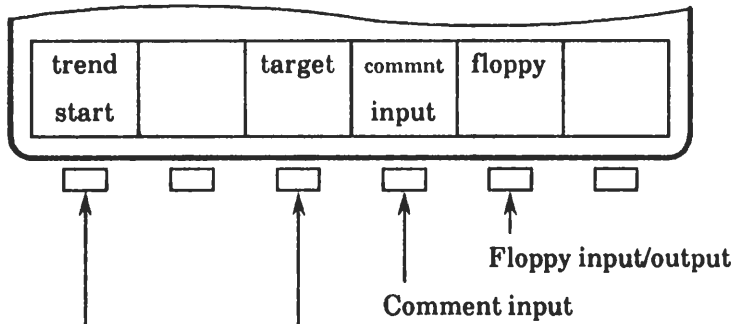 trend
start
target
commnt
input
floppy
Floppy input/output
Comment input